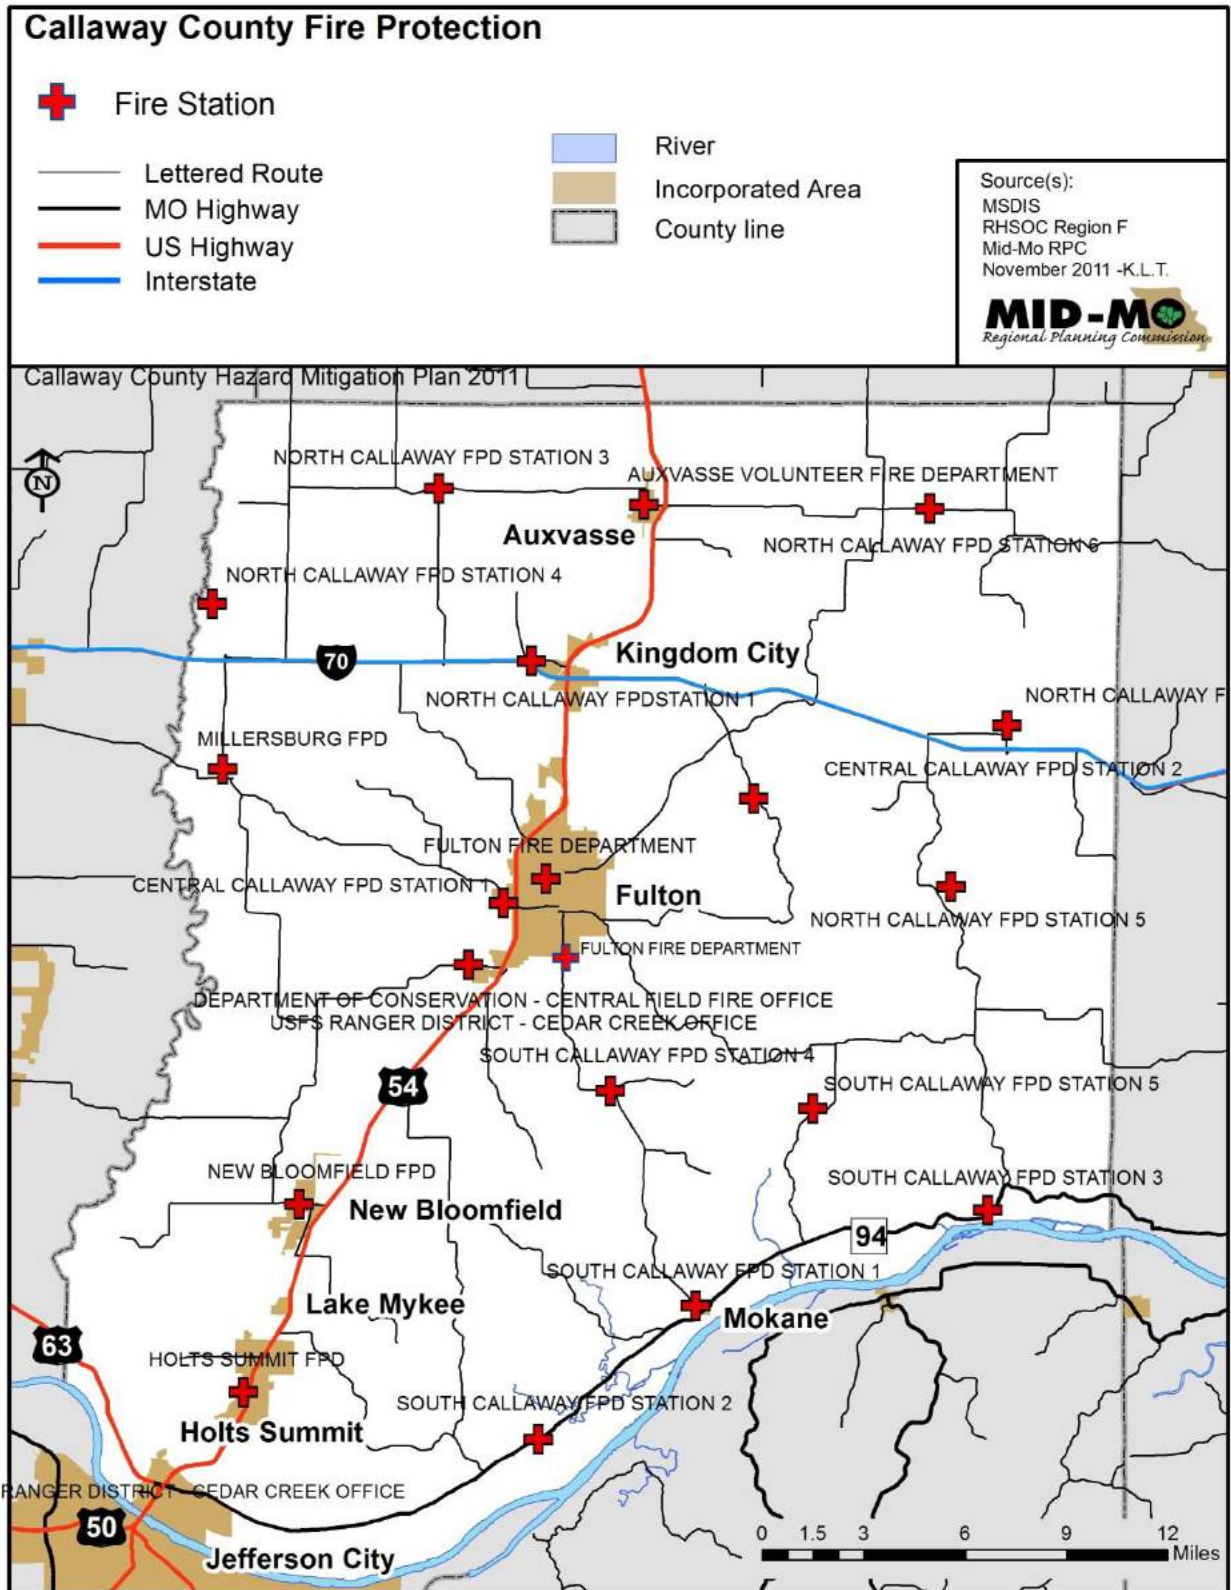 Callaway County Fire Protection
Fire Station
Lettered Route
MO Highway
US Highway
Interstate
River
Incorporated Area
County line
Source(s):
MSDIS
RHSOC Region F
Mid-Mo RPC
November 2011 -K.L.T.
MID-MO
Regional Planning Commission
Callaway County Hazard Mitigation Plan 2011
N
NORTH CALLAWAY FPD STATION 3
AUXVASSE VOLUNTEER FIRE DEPARTMENT
Auxvasse
NORTH CALLAWAY FPD STATION 6
NORTH CALLAWAY FPD STATION 4
70
Kingdom City
NORTH CALLAWAY FPDSTATION 1
NORTH CALLAWAY F
MILLERSBURG FPD
CENTRAL CALLAWAY FPD STATION 2
FULTON FIRE DEPARTMENT
CENTRAL CALLAWAY FPD STATION 1
Fulton
NORTH CALLAWAY FPD STATION 5
FULTON FIRE DEPARTMENT
DEPARTMENT OF CONSERVATION - CENTRAL FIELD FIRE OFFICE
USFS RANGER DISTRICT - CEDAR CREEK OFFICE
SOUTH CALLAWAY FPD STATION 4
54
SOUTH CALLAWAY FPD STATION 5
NEW BLOOMFIELD FPD
SOUTH CALLAWAY FPD STATION 3
New Bloomfield
94
SOUTH CALLAWAY FPD STATION 1
Lake Mykee
Mokane
63
HOLTS SUMMIT FPD
SOUTH CALLAWAY FPD STATION 2
Holts Summit
RANGER DISTRICT - CEDAR CREEK OFFICE
50
Jefferson City
0 1.5 3 6 9 12
Miles